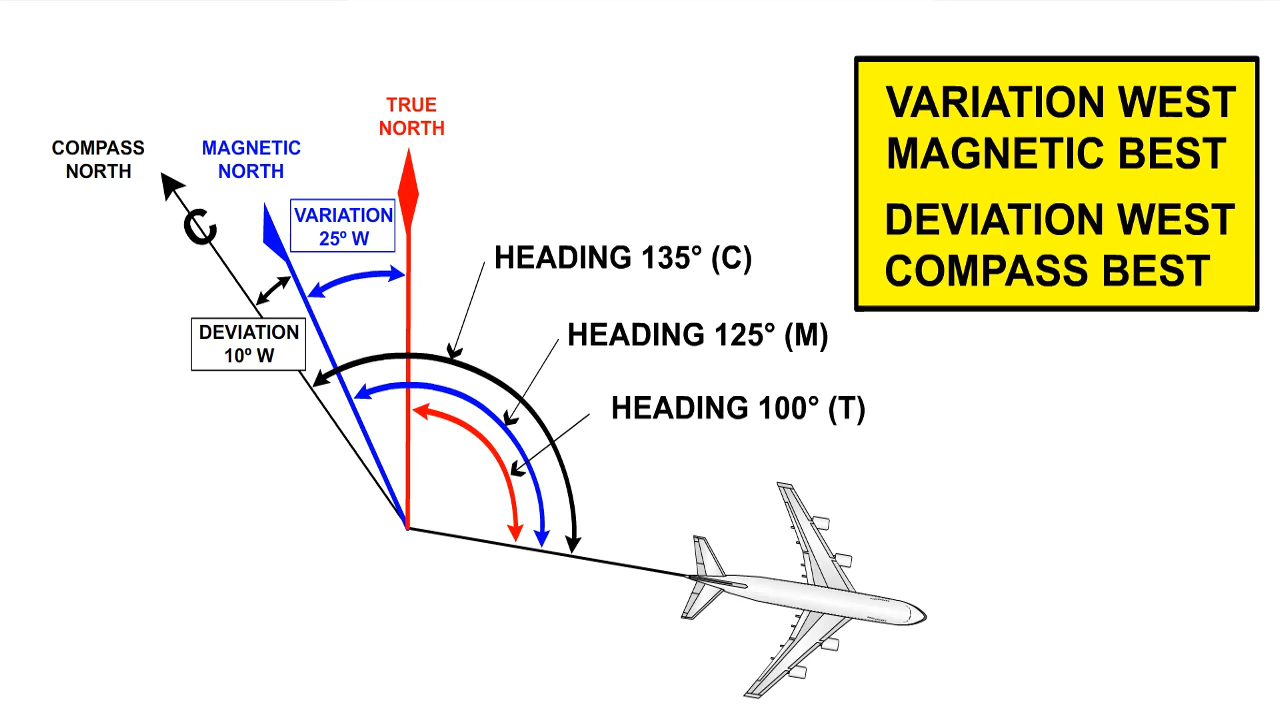 TRUE
NORTH
COMPASS
NORTH
MAGNETIC
NORTH
C
VARIATION
25º W
DEVIATION
10º W
HEADING 135° (C)
HEADING 125° (M)
HEADING 100° (T)
VARIATION WEST
MAGNETIC BEST
DEVIATION WEST
COMPASS BEST